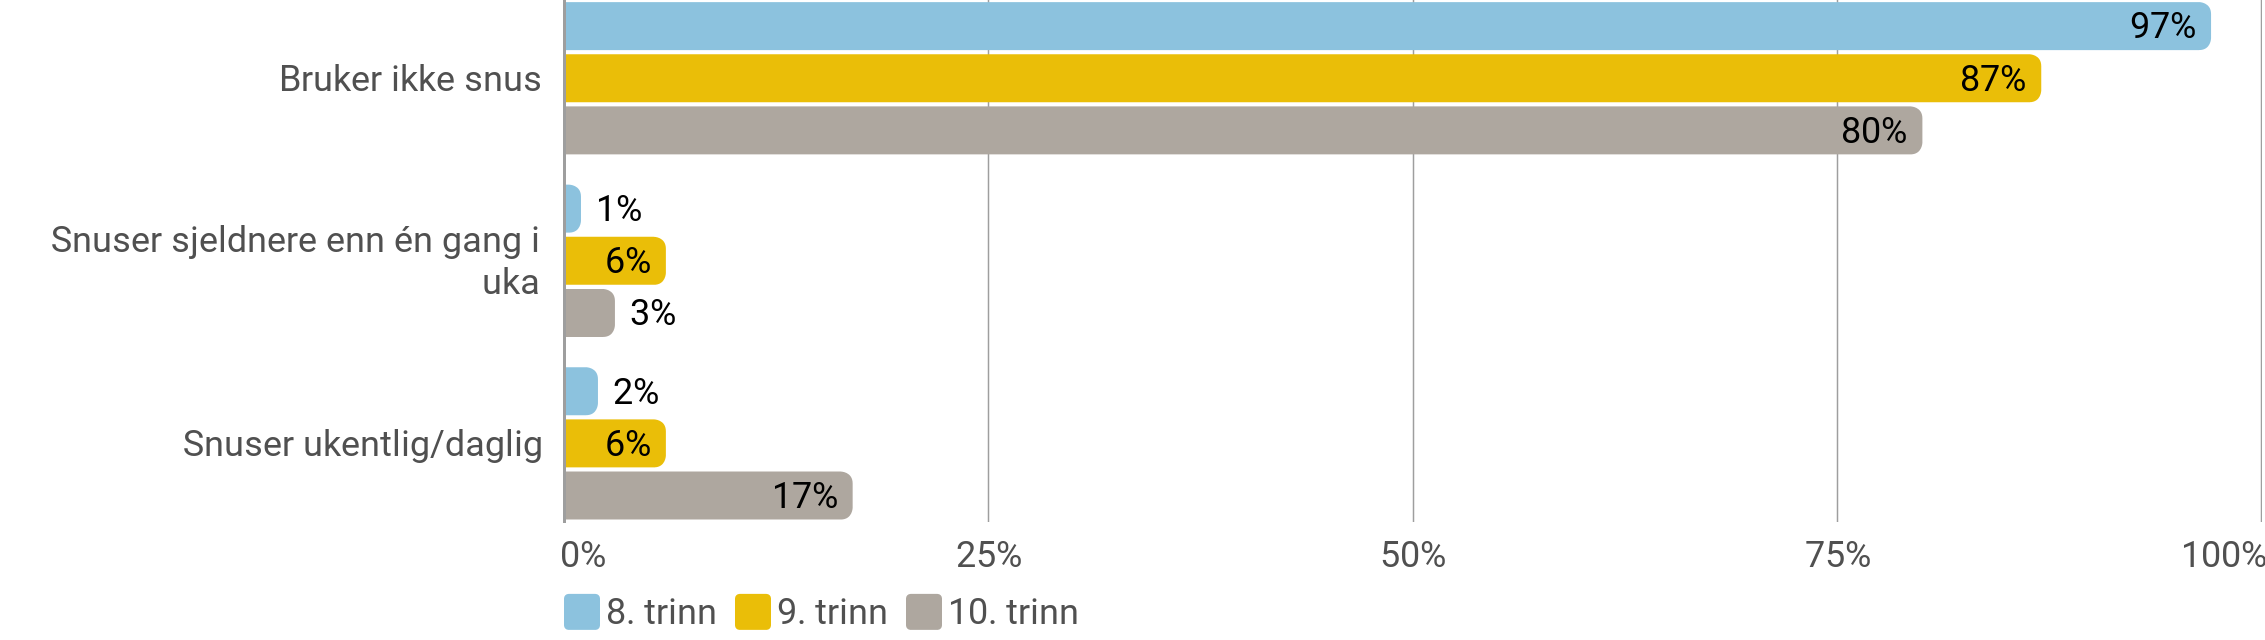 97%
Bruker ikke snus
87%
80%
1%
Snuser sjeldnere enn én gang i
uka
6%
3%
2%
Snuser ukentlig/daglig
6%
17%
0% 25% 50% 75% 100%
8. trinn 9. trinn 10. trinn